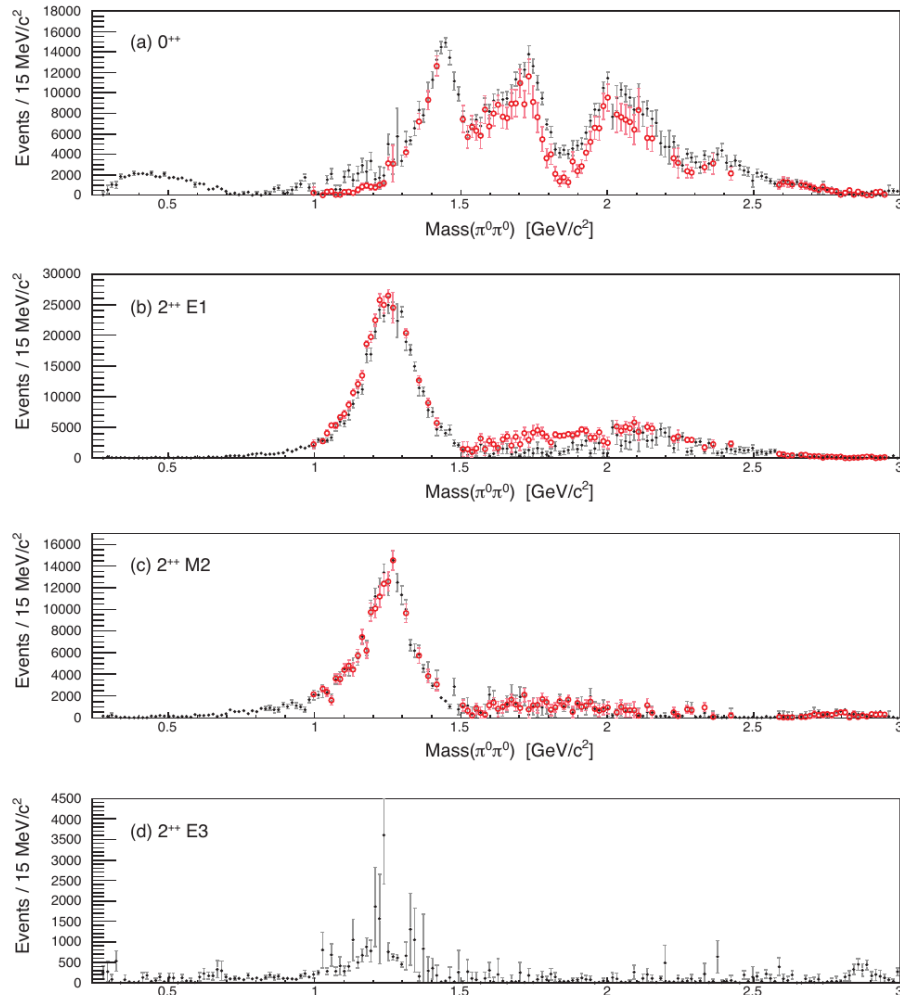 Events / 15 MeV/c²
18000
16000
14000
12000
10000
8000
6000
4000
2000
0
(a) 0⁺⁺
0.5 1 1.5 2 2.5 3
Mass(π⁰π⁰) [GeV/c²]
Events / 15 MeV/c²
30000
25000
20000
15000
10000
5000
0
(b) 2⁺⁺ E1
0.5 1 1.5 2 2.5 3
Mass(π⁰π⁰) [GeV/c²]
Events / 15 MeV/c²
16000
14000
12000
10000
8000
6000
4000
2000
0
(c) 2⁺⁺ M2
0.5 1 1.5 2 2.5 3
Mass(π⁰π⁰) [GeV/c²]
Events / 15 MeV/c²
4500
4000
3500
3000
2500
2000
1500
1000
500
0
(d) 2⁺⁺ E3
0.5 1 1.5 2 2.5 3